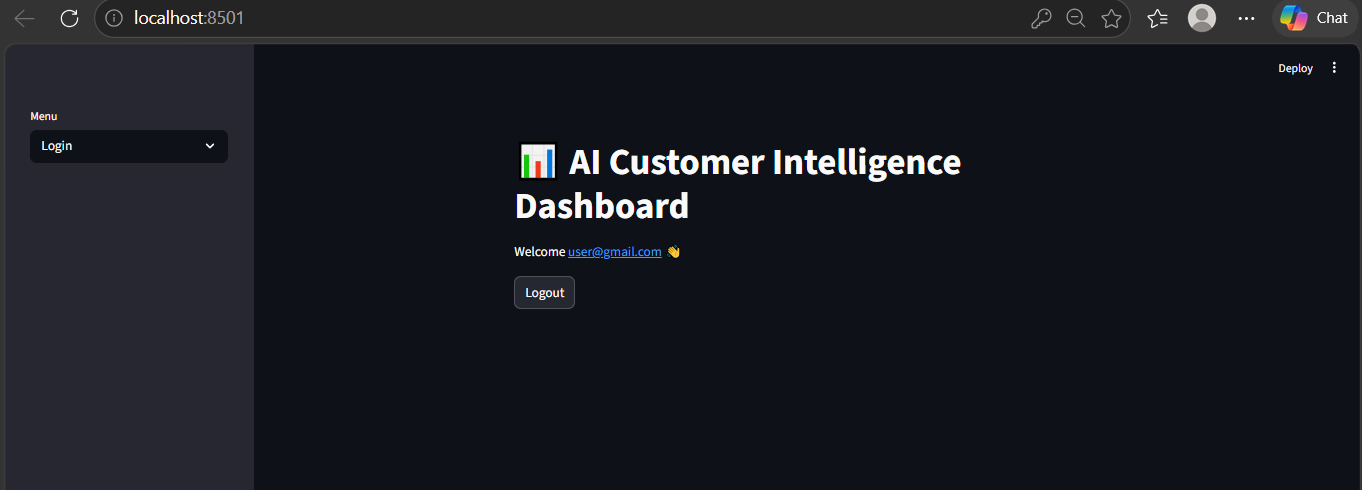 localhost:8501
Chat
Deploy
Menu
Login
📊 AI Customer Intelligence
Dashboard
Welcome user@gmail.com 👋
Logout